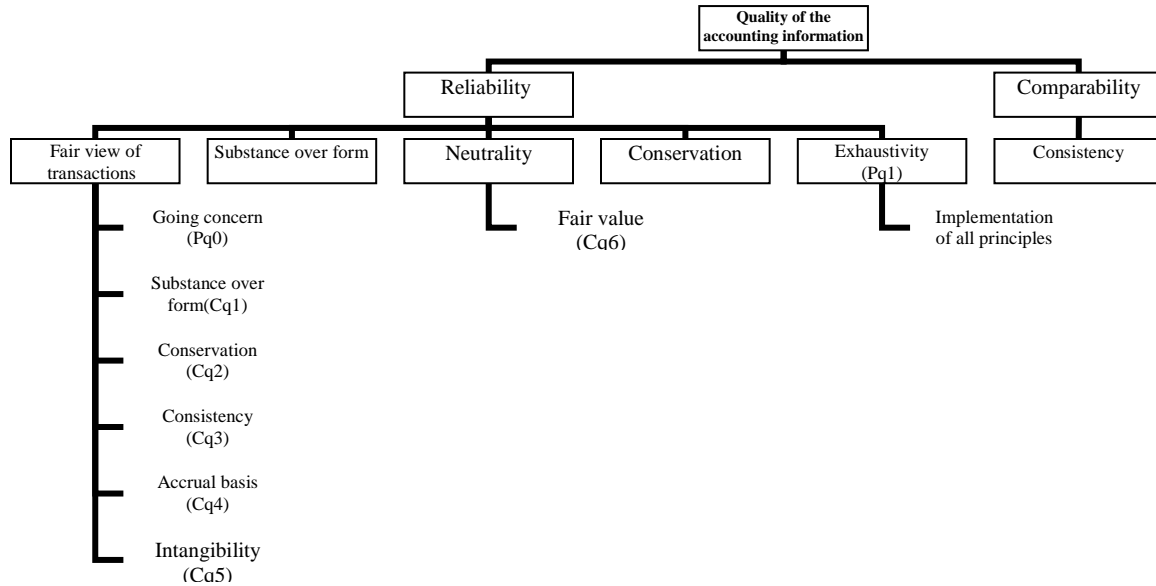 Quality of the
accounting information
Reliability
Comparability
Fair view of
transactions
Substance over form
Neutrality
Conservation
Exhaustivity
(Pq1)
Consistency
Going concern
(Pq0)
Fair value
(Cq6)
Implementation
of all principles
Substance over
form(Cq1)
Conservation
(Cq2)
Consistency
(Cq3)
Accrual basis
(Cq4)
Intangibility
(Cq5)